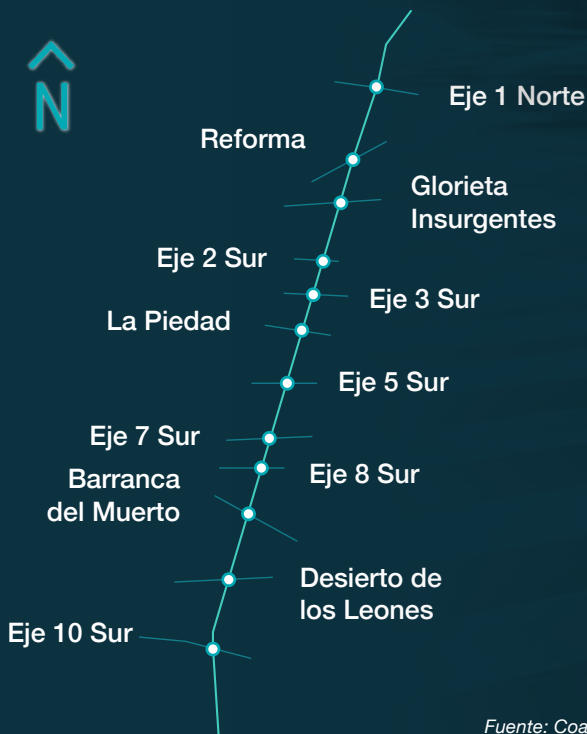 N
Eje 1 Norte
Reforma
Glorieta
Insurgentes
Eje 2 Sur
Eje 3 Sur
La Piedad
Eje 5 Sur
Eje 7 Sur
Eje 8 Sur
Barranca
del Muerto
Desierto de
los Leones
Eje 10 Sur
Fuente: Coa